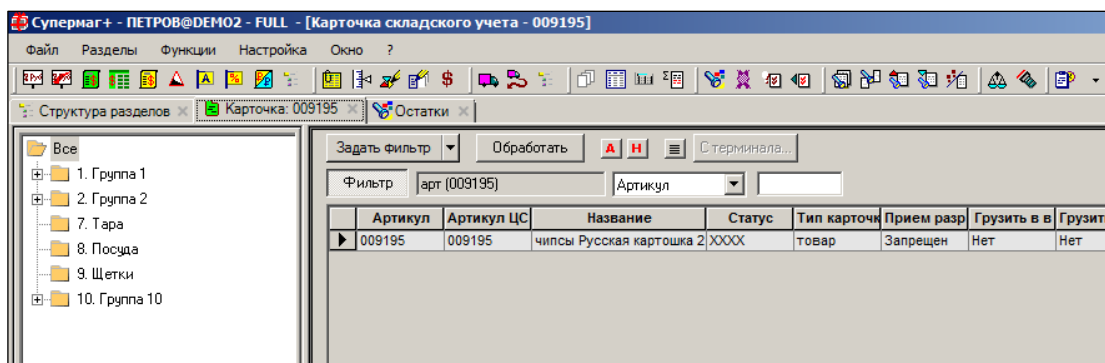 Супермаг+ - ПЕТРОВ@DEMO2 - FULL - [Карточка складского учета - 009195]
Файл Разделы Функции Настройка Окно ?
Структура разделов Карточка: 009195 Остатки
Все
1. Группа 1
2. Группа 2
7. Тара
8. Посуда
9. Щетки
10. Группа 10
Задать фильтр Обработать А Н С терминала...
Фильтр арт (009195) Артикул
Артикул Артикул ЦС Название Статус Тип карточк Прием разр Грузить в в Грузит
009195 009195 чипсы Русская картошка 2 XXXX товар Запрещен Нет Нет